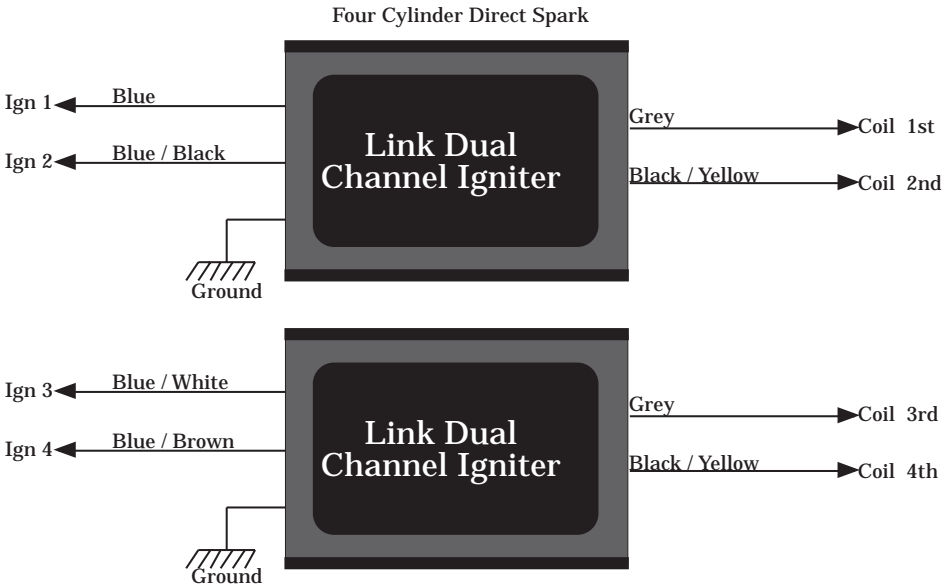 Four Cylinder Direct Spark
Ign 1
Blue
Ign 2
Blue / Black
Ground
Link Dual
Channel Igniter
Grey
Coil 1st
Black / Yellow
Coil 2nd
Ign 3
Blue / White
Ign 4
Blue / Brown
Ground
Link Dual
Channel Igniter
Grey
Coil 3rd
Black / Yellow
Coil 4th